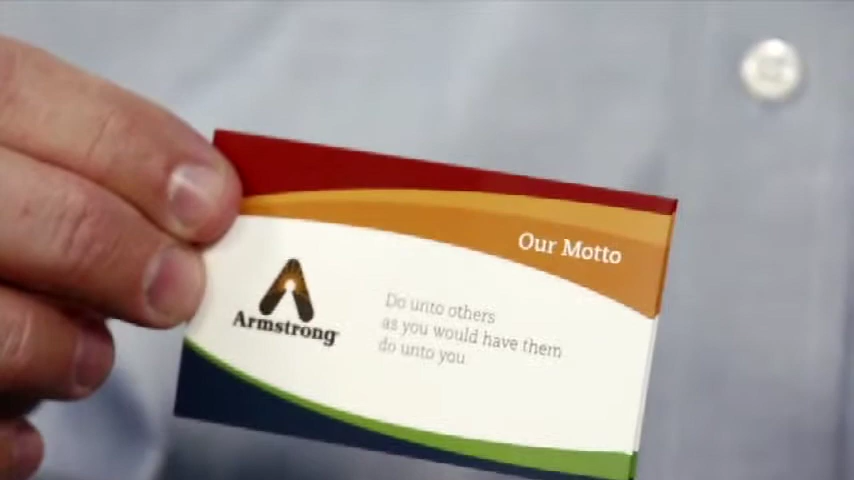 Our Motto
Armstrong
Do unto others
as you would have them
do unto you